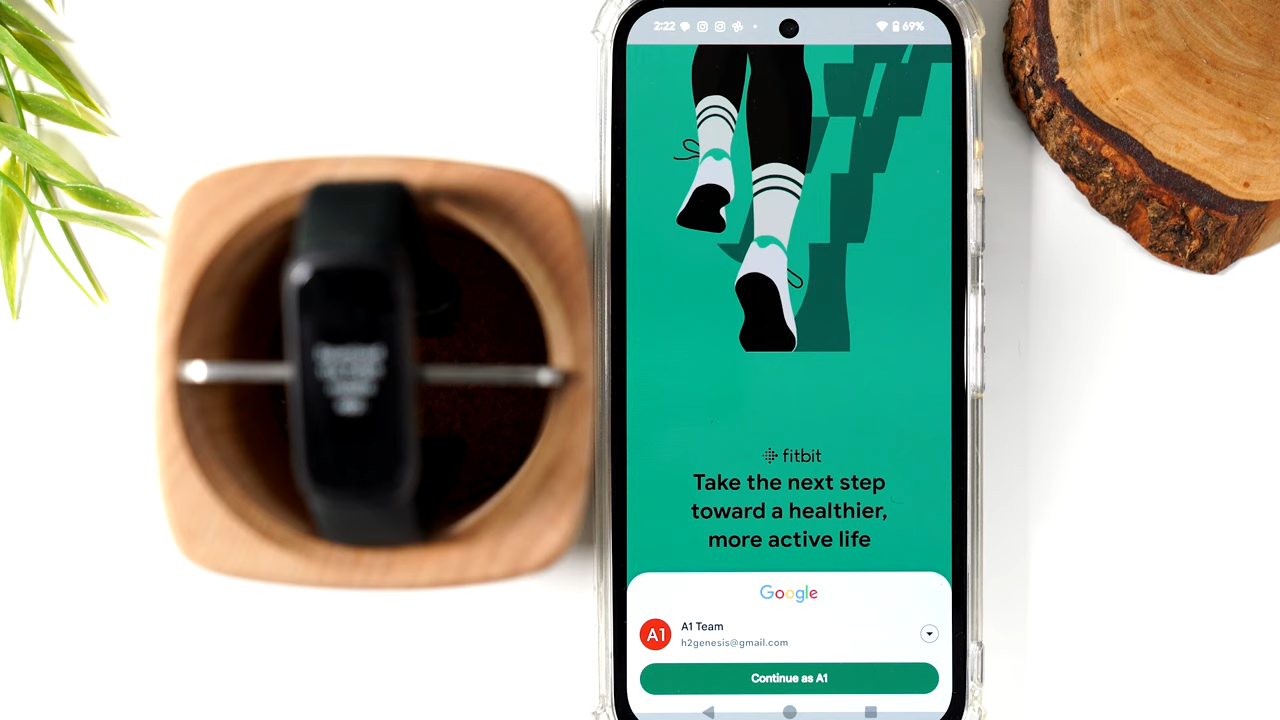 2:22
69%
fitbit
Take the next step
toward a healthier,
more active life
Google
A1
A1 Team
h2genesis@gmail.com
Continue as A1